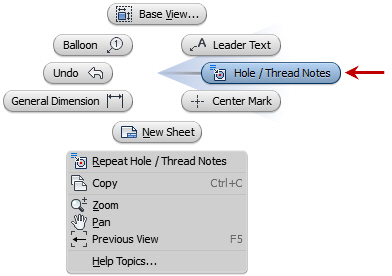 Base View...
Balloon 1
A Leader Text
Undo
Hole / Thread Notes
General Dimension
Center Mark
New Sheet
Repeat Hole / Thread Notes
Copy Ctrl+C
Zoom
Pan
Previous View F5
Help Topics...